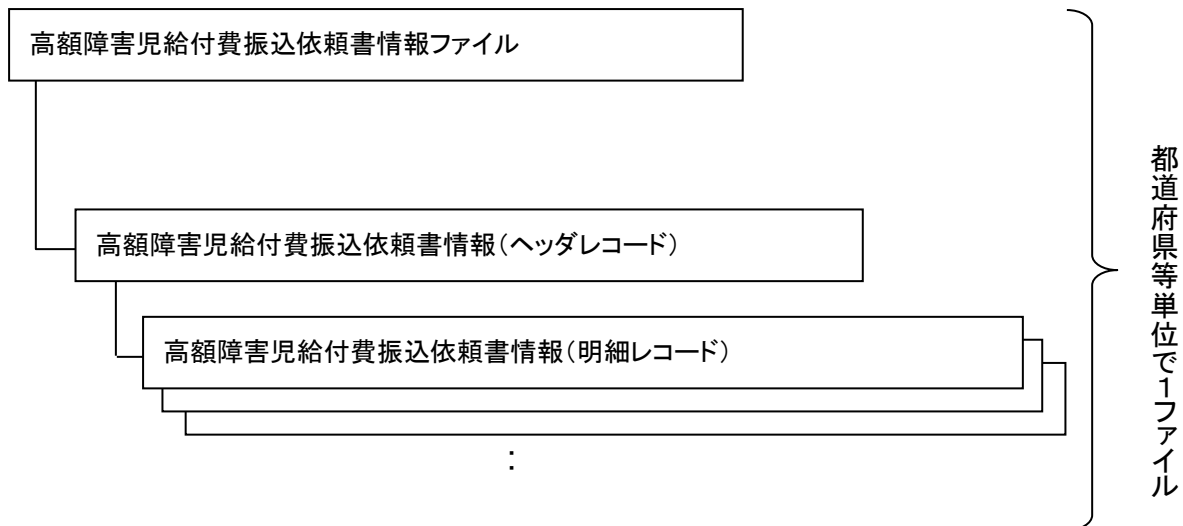 高額障害児給付費振込依頼書情報ファイル
高額障害児給付費振込依頼書情報（ヘッダレコード）
高額障害児給付費振込依頼書情報（明細レコード）
：
都道府県等単位で１ファイル